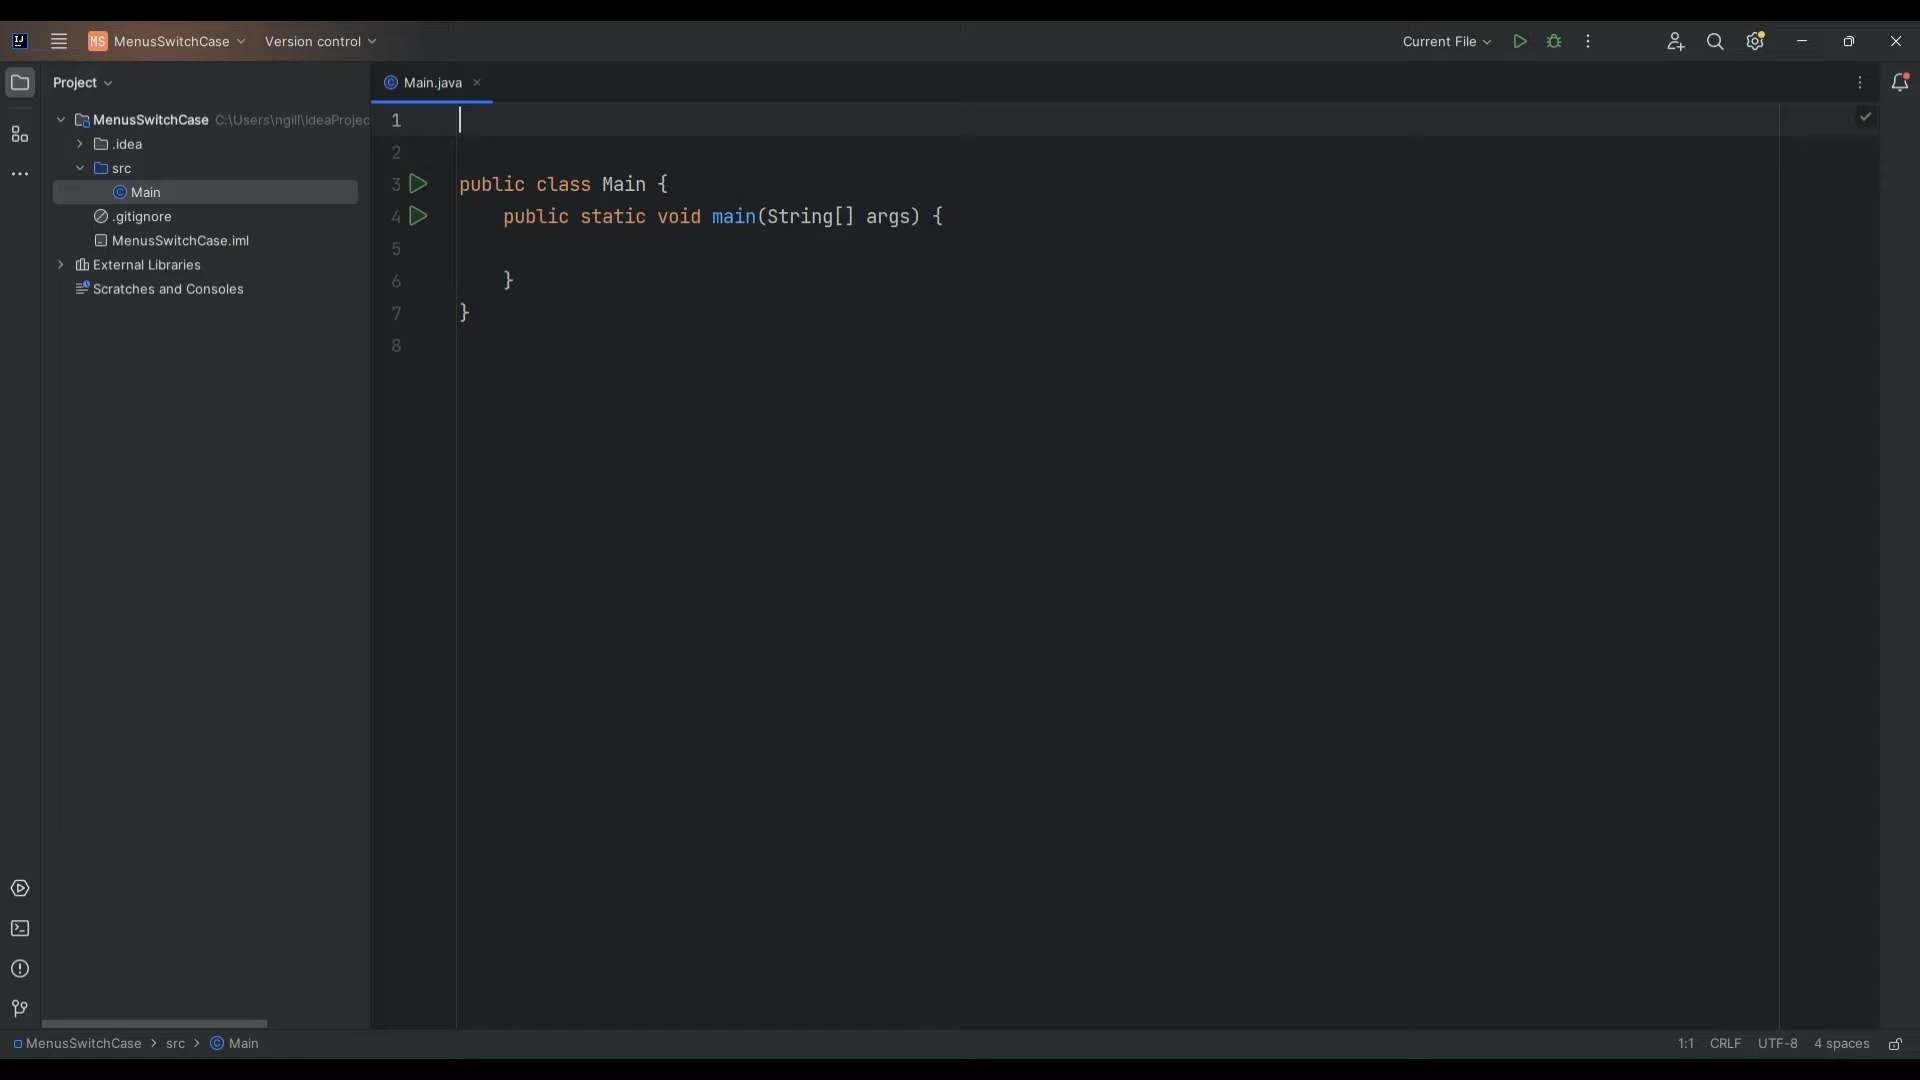 MS MenusSwitchCase Version control Current File
Project
Main.java
MenusSwitchCase C:\Users\ngill\IdeaProjec
.idea
src
Main
.gitignore
MenusSwitchCase.iml
External Libraries
Scratches and Consoles
1
2
3 public class Main {
4 public static void main(String[] args) {
5
6 }
7 }
8
MenusSwitchCase > src > Main 1:1 CRLF UTF-8 4 spaces